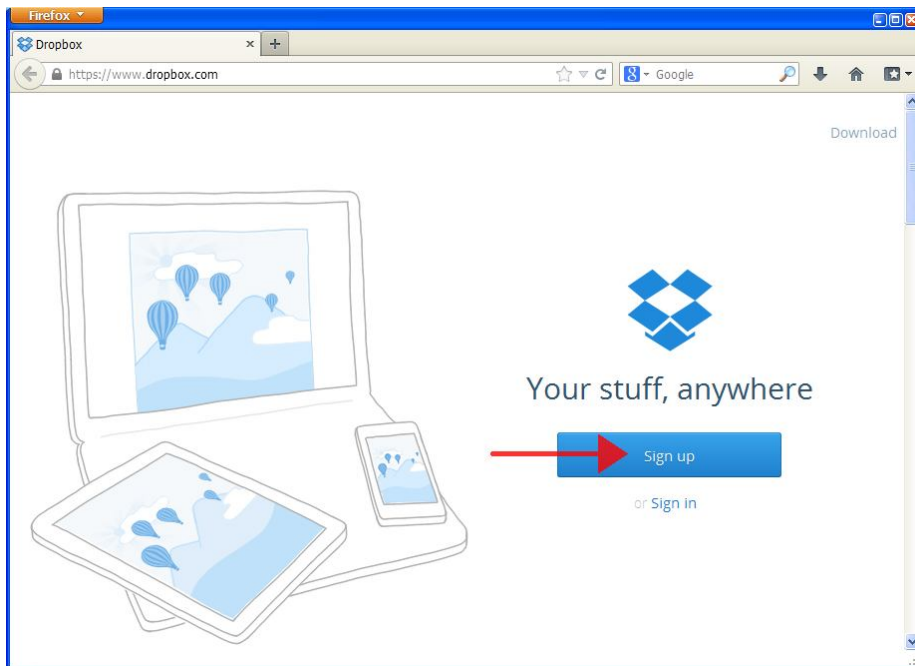 Firefox
Dropbox
https://www.dropbox.com
Google
Download
Your stuff, anywhere
Sign up
or Sign in